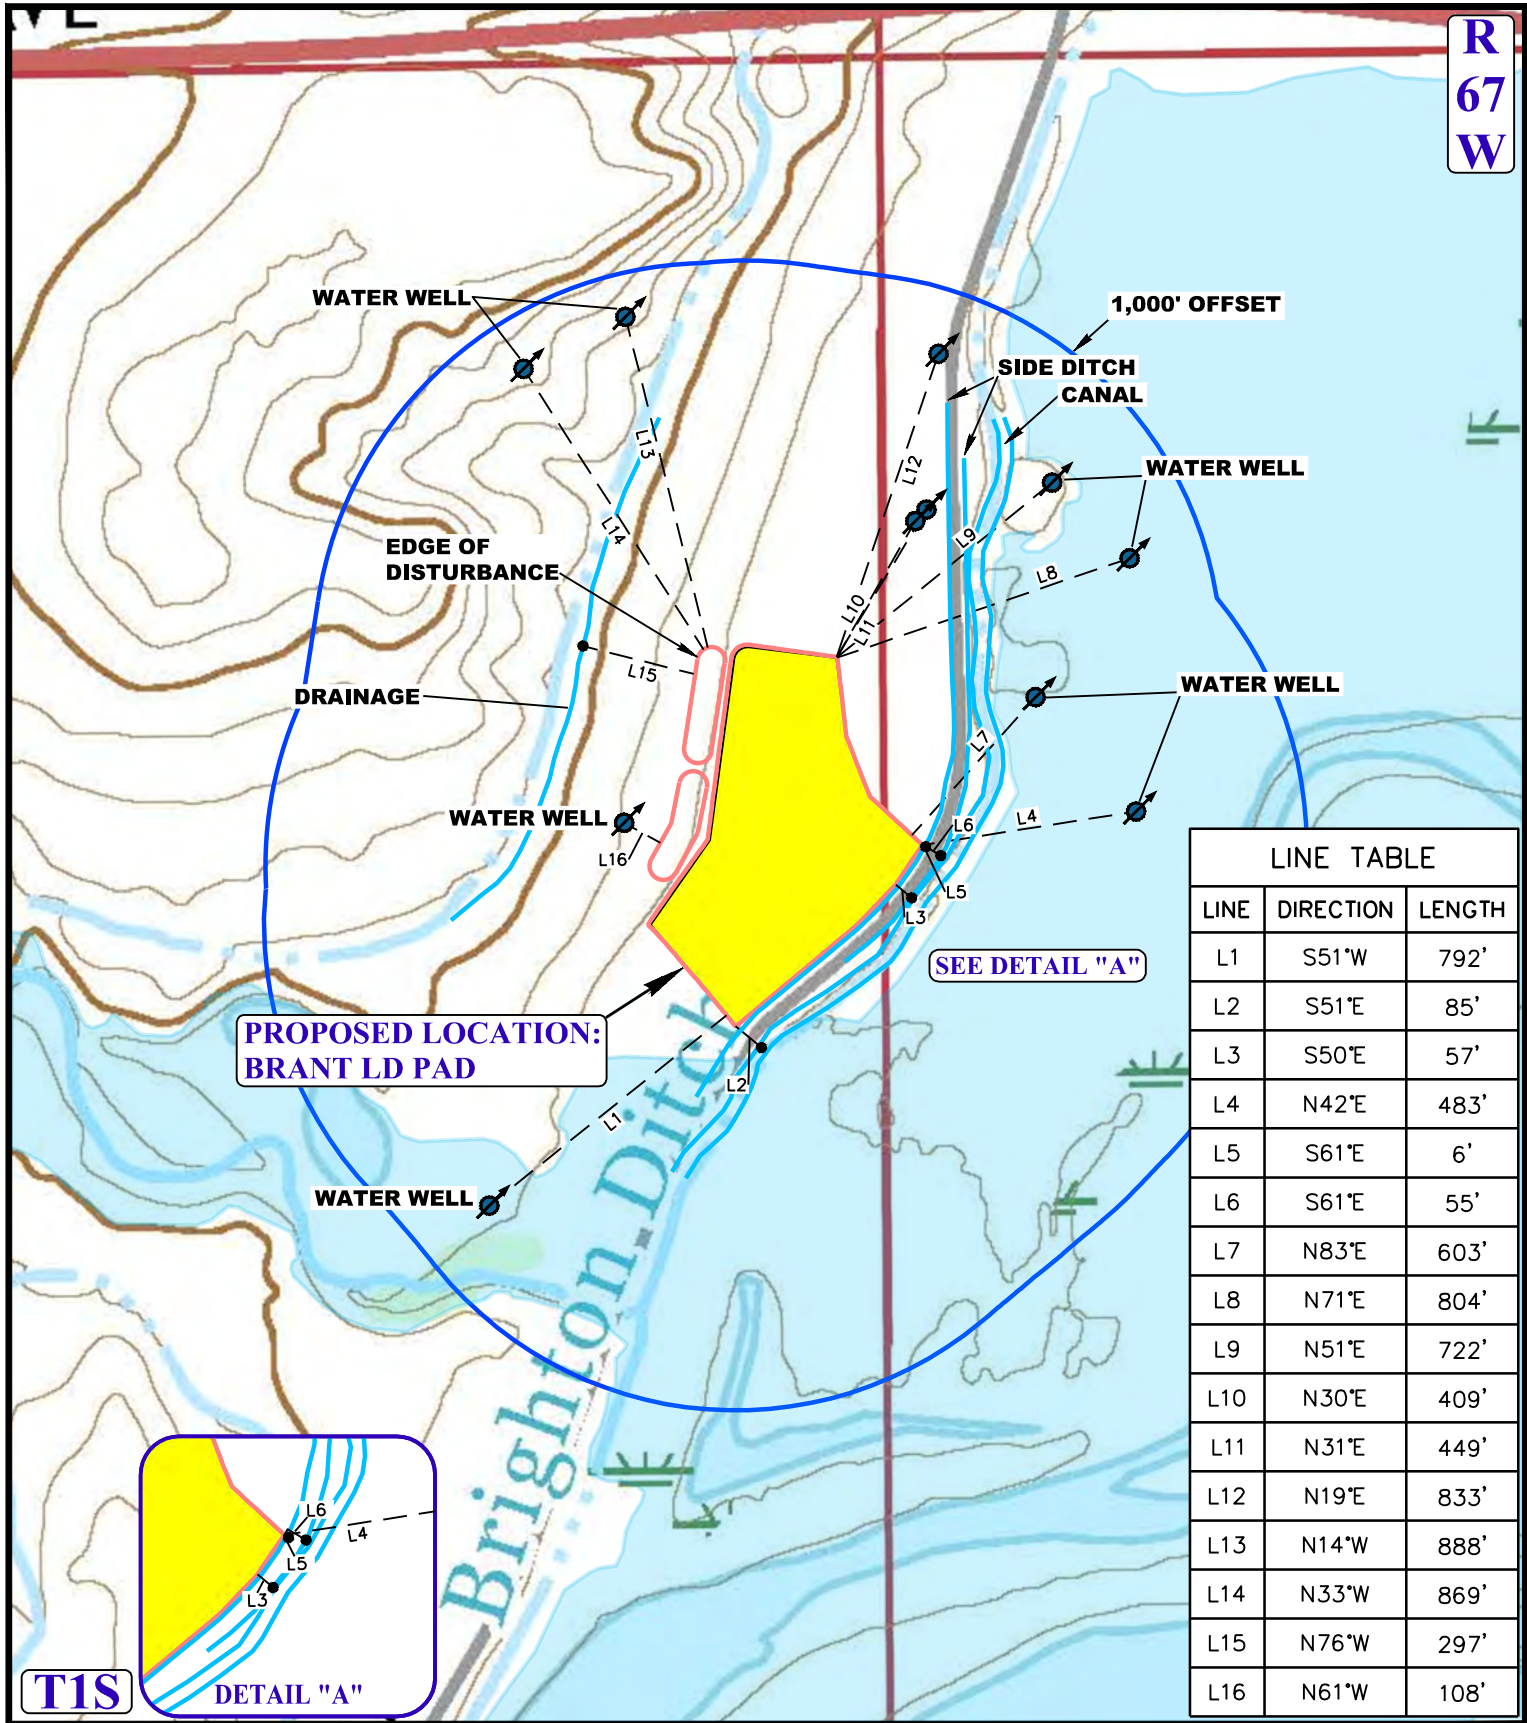 R
67
W
WATER WELL
1,000' OFFSET
SIDE DITCH
CANAL
L13
L12
WATER WELL
L14
L9
EDGE OF
DISTURBANCE
L8
L10
L11
L15
DRAINAGE
WATER WELL
L7
WATER WELL
L16
L6
L4
L5
L3
SEE DETAIL "A"
PROPOSED LOCATION:
BRANT LD PAD
L2
L1
WATER WELL
Brighton Ditch
LINE TABLE
LINE DIRECTION LENGTH
L1 S51°W 792'
L2 S51°E 85'
L3 S50°E 57'
L4 N42°E 483'
L5 S61°E 6'
L6 S61°E 55'
L7 N83°E 603'
L8 N71°E 804'
L9 N51°E 722'
L10 N30°E 409'
L11 N31°E 449'
L12 N19°E 833'
L13 N14°W 888'
L14 N33°W 869'
L15 N76°W 297'
L16 N61°W 108'
L6
L4
L5
L3
DETAIL "A"
T1S